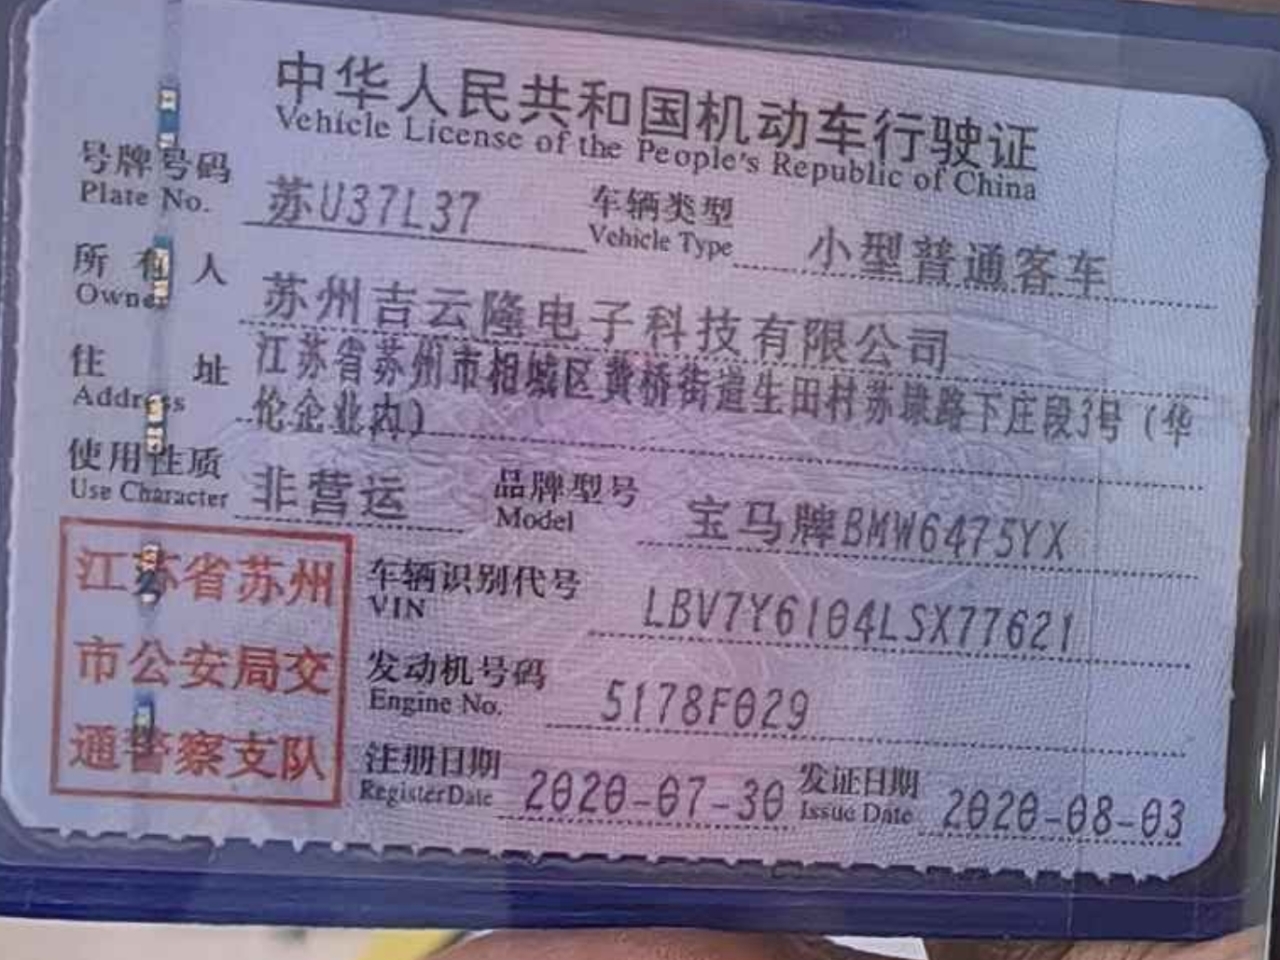 中华人民共和国机动车行驶证
Vehicle License of the People's Republic of China
号牌号码 苏U37L37 车辆类型 小型普通客车
Plate No. Vehicle Type
所有人 苏州吉云隆电子科技有限公司
Owner
住址 江苏省苏州市相城区黄桥街道生田村苏埭路下庄段3号（华
Address 伦企业内）
使用性质 非营运 品牌型号 宝马牌BMW6475YX
Use Character Model
江苏省苏州
市公安局交
通警察支队
车辆识别代号 LBV7Y6104LSX77621
VIN
发动机号码 5178F029
Engine No.
注册日期 2020-07-30 发证日期 2020-08-03
Register Date Issue Date